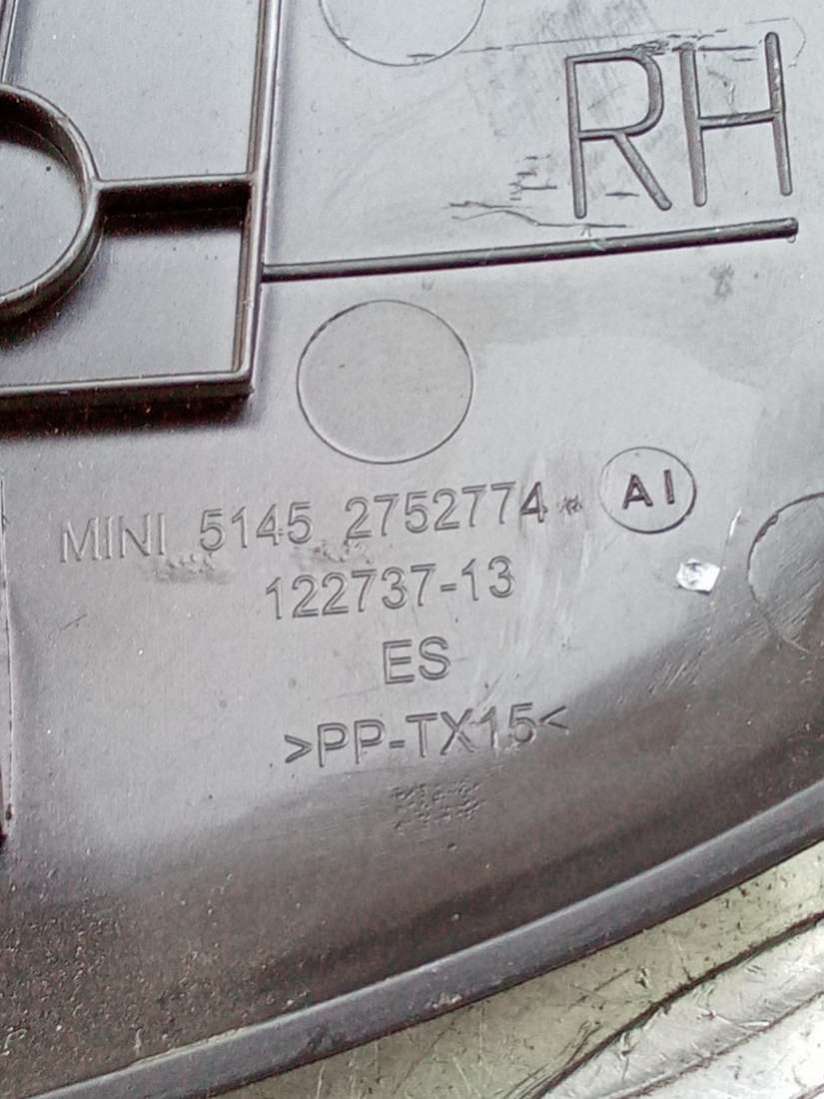 RH
MINI 5145 2752774 AI
122737-13
ES
>PP-TX15<